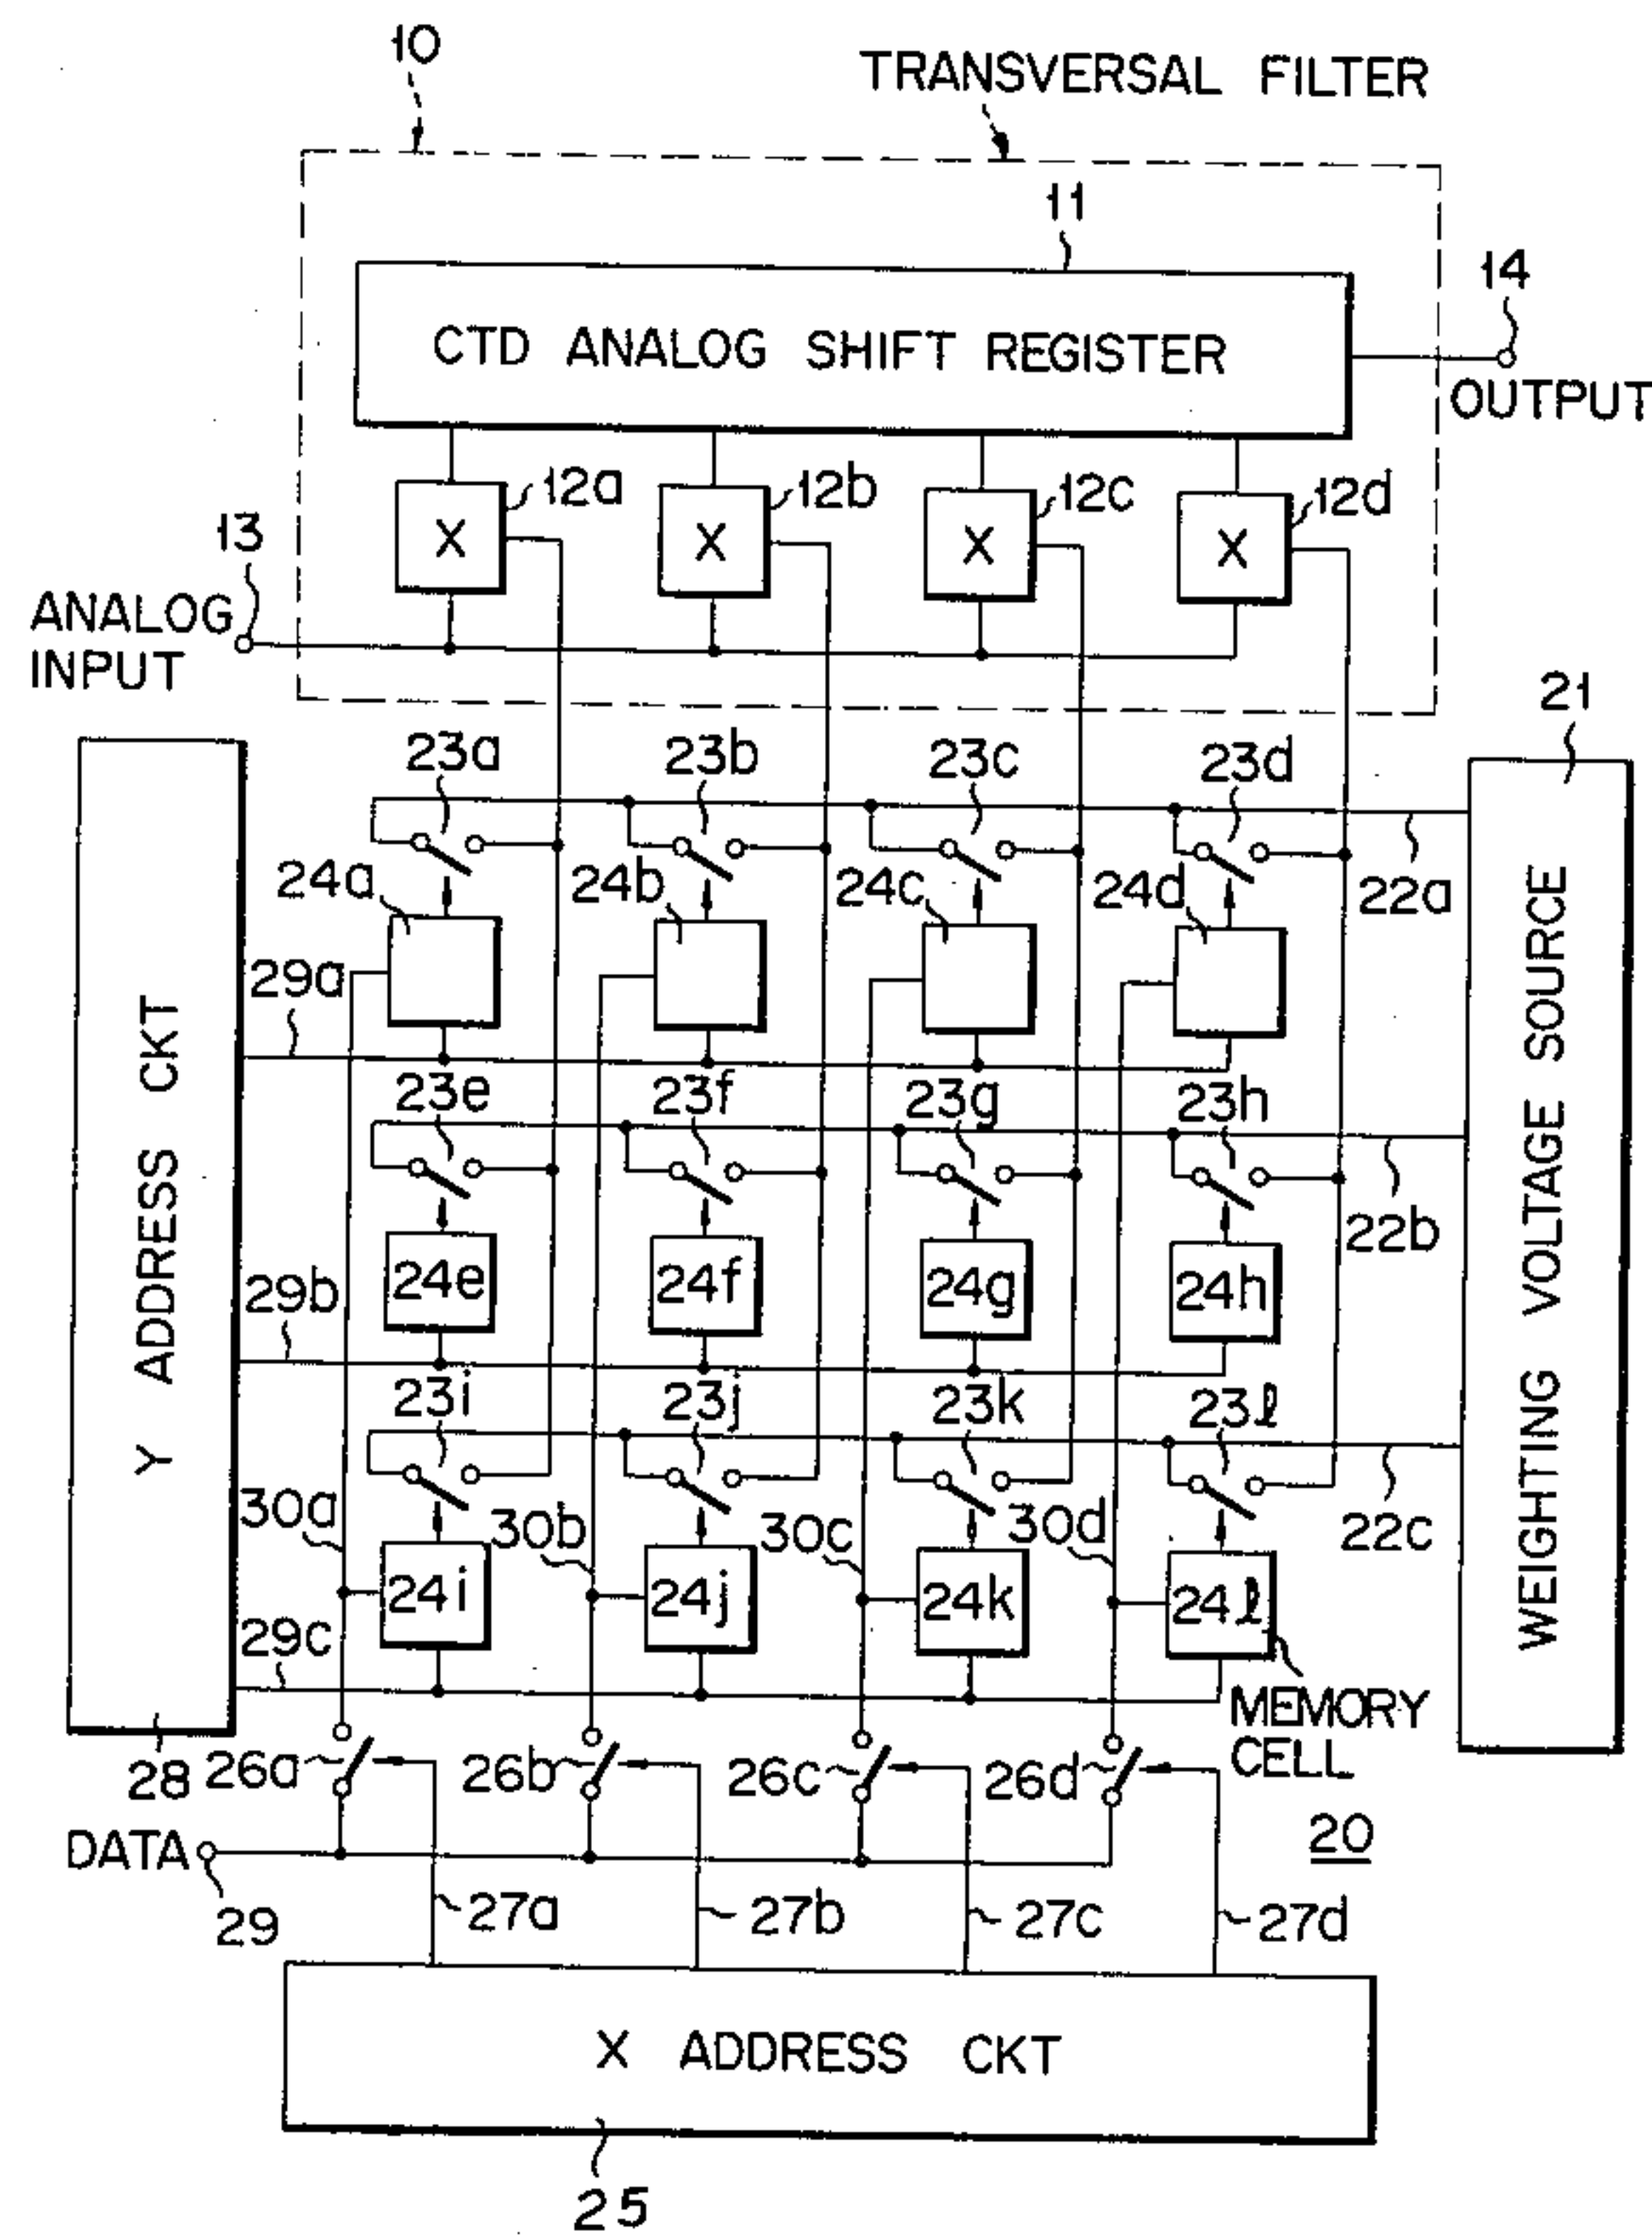 10
TRANSVERSAL FILTER
11
14
CTD ANALOG SHIFT REGISTER
OUTPUT
12a 12b 12c 12d
X X X X
13
ANALOG
INPUT
21
23a 23b 23c 23d
24a 24b 24c 24d 22a
29a
23e 23f 23g 23h
22b
24e 24f 24g 24h
29b
23i 23j 23k 23l
30a 30b 30c 30d 22c
24i 24j 24k 24l
29c
MEMORY
CELL
Y ADDRESS CKT
WEIGHTING VOLTAGE SOURCE
28 26a 26b 26c 26d
20
DATA
29
27a 27b 27c 27d
X ADDRESS CKT
25